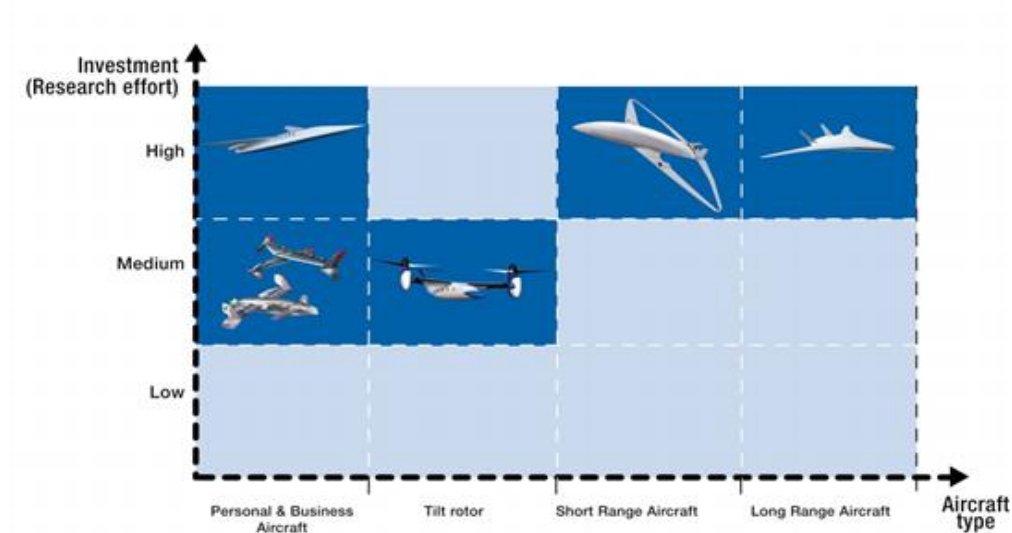 Investment
(Research effort)
High
Medium
Low
Personal & Business
Aircraft
Tilt rotor
Short Range Aircraft
Long Range Aircraft
Aircraft
type